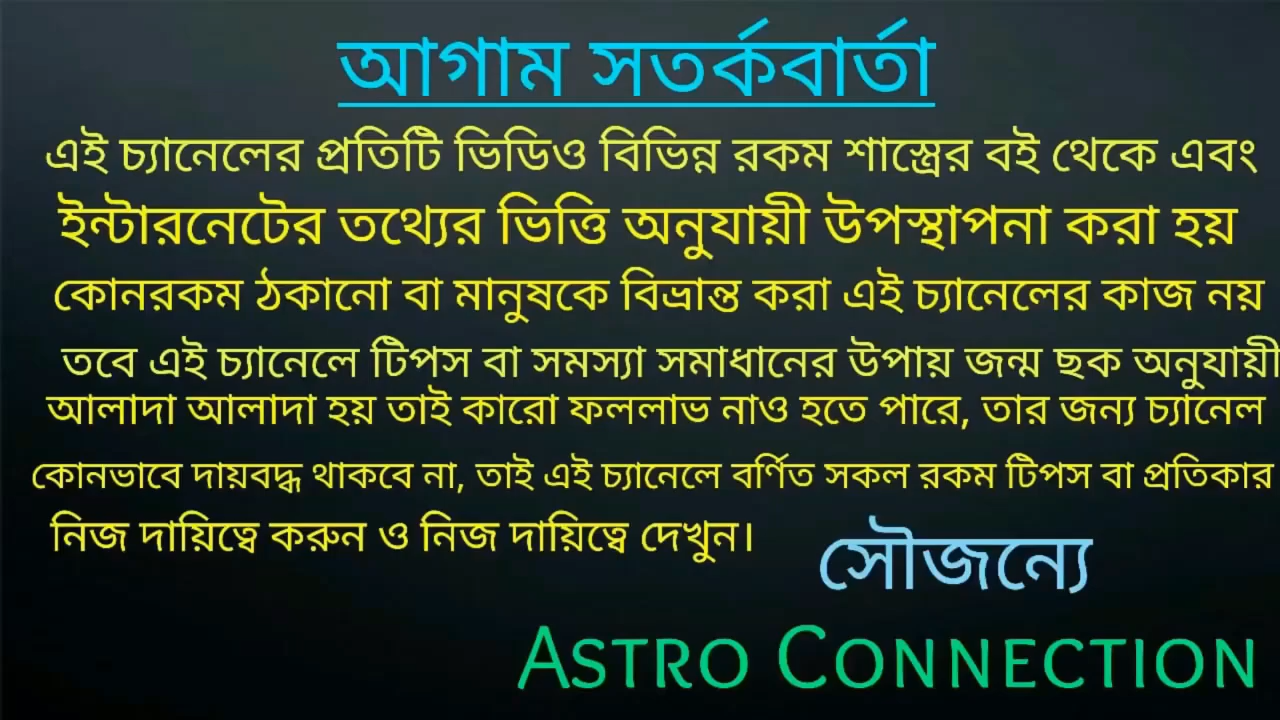 আগাম সতর্কবার্তা
এই চ্যানেলের প্রতিটি ভিডিও বিভিন্ন রকম শাস্ত্রের বই থেকে এবং
ইন্টারনেটের তথ্যের ভিত্তি অনুযায়ী উপস্থাপনা করা হয়
কোনরকম ঠকানো বা মানুষকে বিভ্রান্ত করা এই চ্যানেলের কাজ নয়
তবে এই চ্যানেলে টিপস বা সমস্যা সমাধানের উপায় জন্ম ছক অনুযায়ী
আলাদা আলাদা হয় তাই কারো ফললাভ নাও হতে পারে, তার জন্য চ্যানেল
কোনভাবে দায়বদ্ধ থাকবে না, তাই এই চ্যানেলে বর্ণিত সকল রকম টিপস বা প্রতিকার
নিজ দায়িত্বে করুন ও নিজ দায়িত্বে দেখুন।
সৌজন্যে
ASTRO CONNECTION